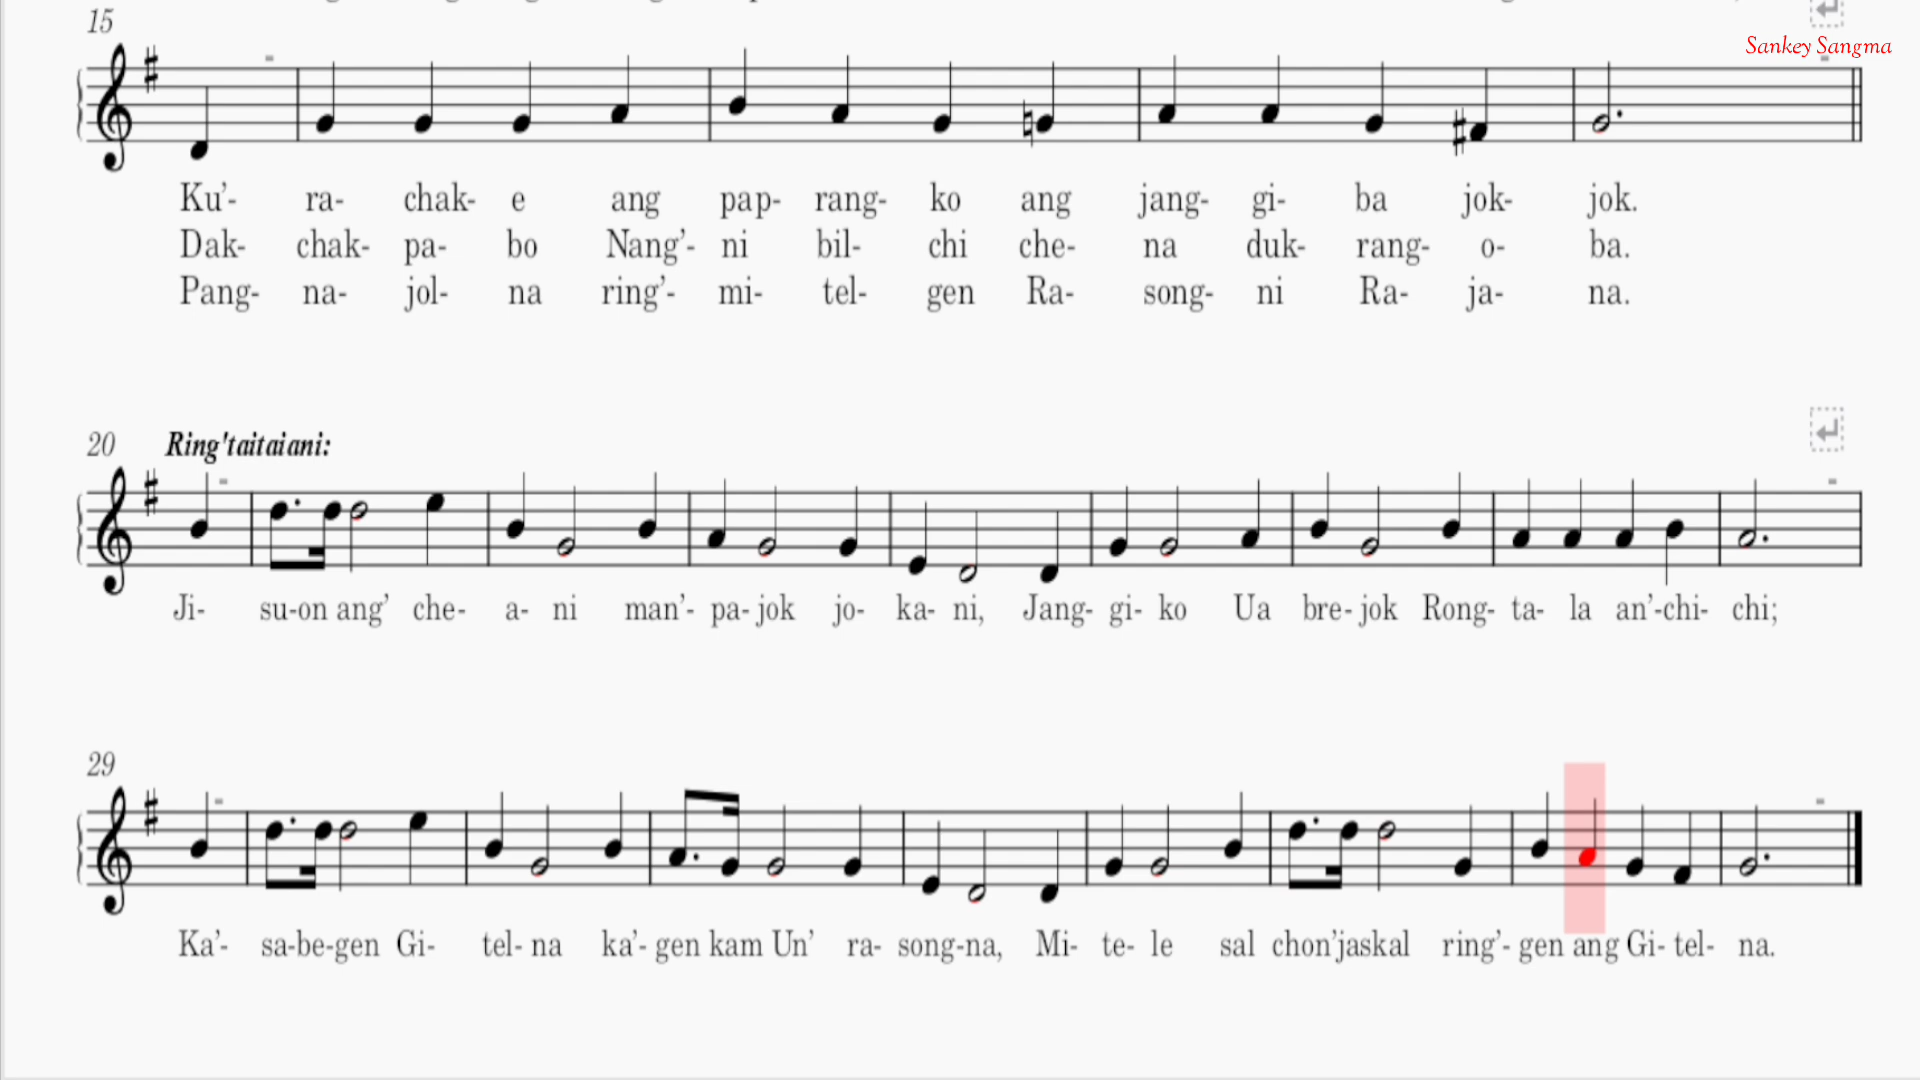 15
Sankey Sangma
Ku’- ra- chak- e ang pap- rang- ko ang jang- gi- ba jok- jok.
Dak- chak- pa- bo Nang’- ni bil- chi che- na duk- rang- o- ba.
Pang- na- jol- na ring’- mi- tel- gen Ra- song- ni Ra- ja- na.
20 Ring'taitaiani:
Ji- su-on ang’ che- a- ni man’- pa- jok jo- ka- ni, Jang- gi- ko Ua bre- jok Rong- ta- la an’-chi- chi;
29
Ka’- sa-be-gen Gi- tel- na ka’- gen kam Un’ ra- song-na, Mi- te- le sal chon’jaskal ring’- gen ang Gi- tel- na.